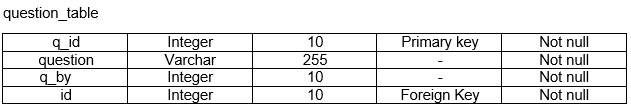 question_table
q_id Integer 10 Primary key Not null
question Varchar 255 - Not null
q_by Integer 10 - Not null
id Integer 10 Foreign Key Not null